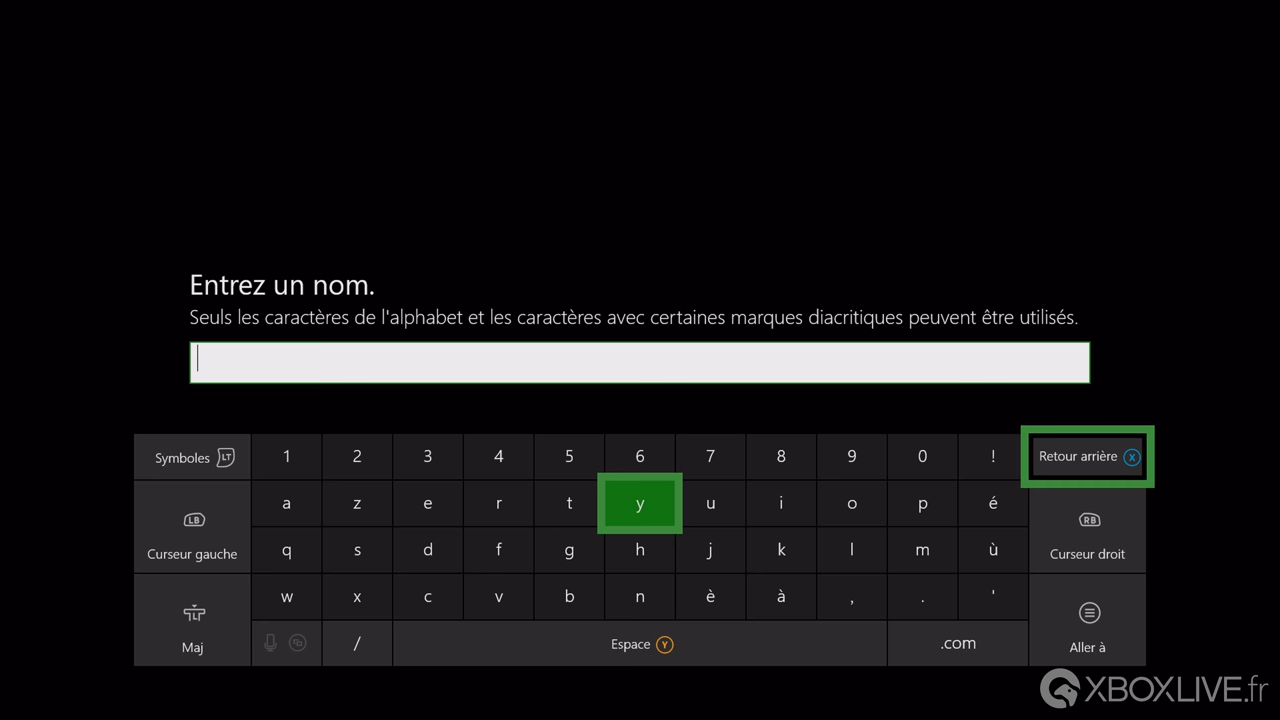 Entrez un nom.
Seuls les caractères de l'alphabet et les caractères avec certaines marques diacritiques peuvent être utilisés.
Symboles LT 1 2 3 4 5 6 7 8 9 0 ! Retour arrière X
a z e r t y u i o p é
LB Curseur gauche
q s d f g h j k l m ù
RB Curseur droit
w x c v b n è à , . '
LT Maj
/ Espace Y .com
Aller à
XBOXLIVE.fr